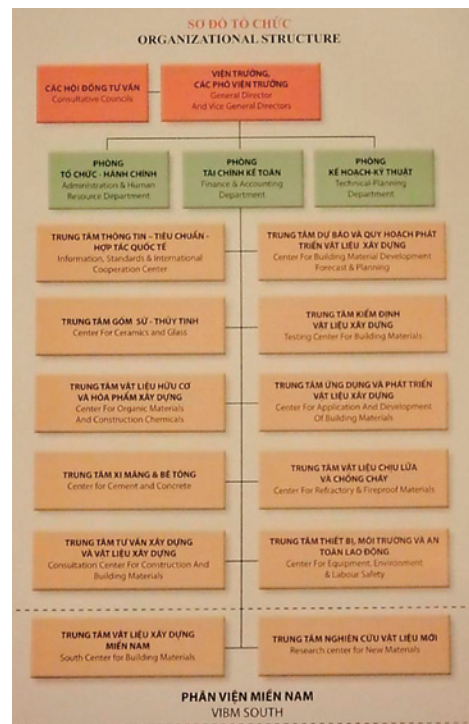 SƠ ĐỒ TỔ CHỨC
ORGANIZATIONAL STRUCTURE
CÁC HỘI ĐỒNG TƯ VẤN
Consultative Councils
VIỆN TRƯỞNG,
CÁC PHÓ VIỆN TRƯỞNG
General Director
And Vice General Directors
PHÒNG
TỔ CHỨC - HÀNH CHÍNH
Administration & Human
Resource Department
PHÒNG
TÀI CHÍNH KẾ TOÁN
Finance & Accounting
Department
PHÒNG
KẾ HOẠCH-KỸ THUẬT
Technical-Planning
Department
TRUNG TÂM THÔNG TIN – TIÊU CHUẨN -
HỢP TÁC QUỐC TẾ
Information, Standards & International
Cooperation Center
TRUNG TÂM DỰ BÁO VÀ QUY HOẠCH PHÁT
TRIỂN VẬT LIỆU XÂY DỰNG
Center For Building Material Development
Forecast & Planning
TRUNG TÂM GỐM SỨ - THỦY TINH
Center For Ceramics and Glass
TRUNG TÂM KIỂM ĐỊNH
VẬT LIỆU XÂY DỰNG
Testing Center For Building Materials
TRUNG TÂM VẬT LIỆU HỮU CƠ
VÀ HÓA PHẨM XÂY DỰNG
Center For Organic Materials
And Construction Chemicals
TRUNG TÂM ỨNG DỤNG VÀ PHÁT TRIỂN
VẬT LIỆU XÂY DỰNG
Center For Application And Development
Of Building Materials
TRUNG TÂM XI MĂNG & BÊ TÔNG
Center for Cement and Concrete
TRUNG TÂM VẬT LIỆU CHỊU LỬA
VÀ CHỐNG CHÁY
Center For Refractory & Fireproof Materials
TRUNG TÂM TƯ VẤN XÂY DỰNG
VÀ VẬT LIỆU XÂY DỰNG
Consultation Center For Construction And
Building Materials
TRUNG TÂM THIẾT BỊ, MÔI TRƯỜNG VÀ AN
TOÀN LAO ĐỘNG
Center For Equipment, Environment
& Labour Safety
TRUNG TÂM VẬT LIỆU XÂY DỰNG
MIỀN NAM
South Center for Building Materials
TRUNG TÂM NGHIÊN CỨU VẬT LIỆU MỚI
Research center for New Materials
PHÂN VIỆN MIỀN NAM
VIBM SOUTH